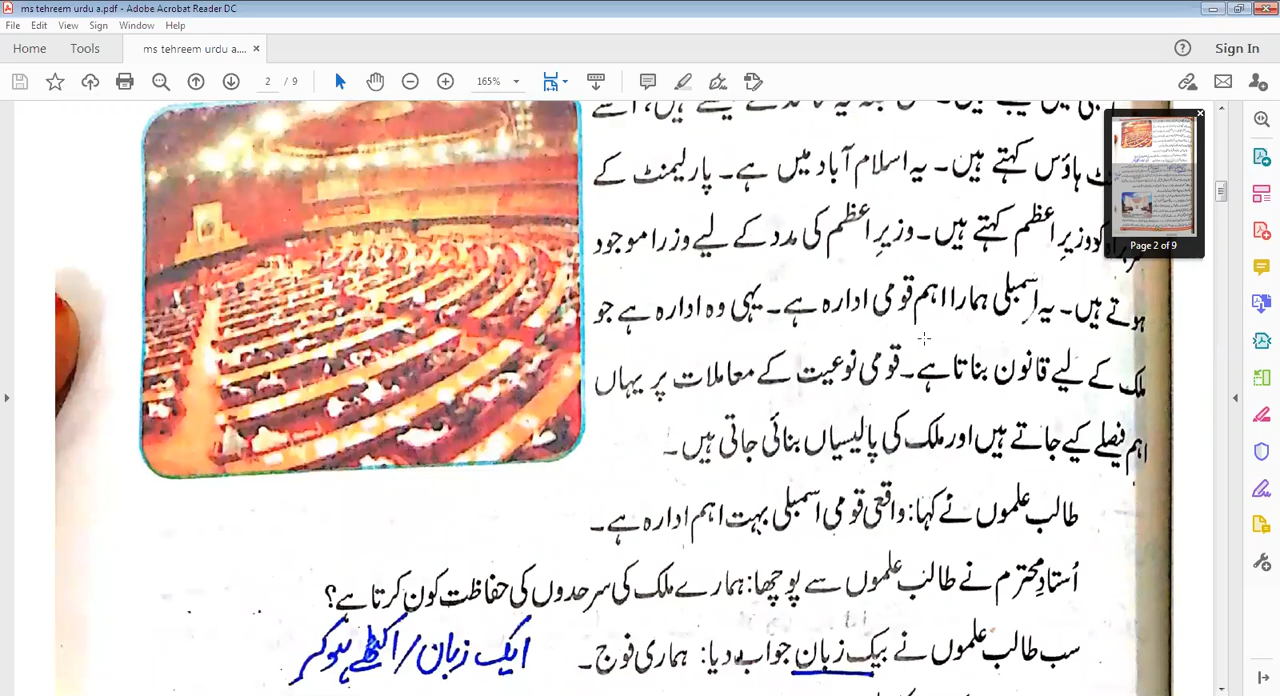 ms tehreem urdu a.pdf - Adobe Acrobat Reader DC
File Edit View Sign Window Help
Home Tools ms tehreem urdu a.... × Sign In
2 / 9 165%
ہاؤس کہتے ہیں۔ یہ اسلام آباد میں ہے۔ پارلیمنٹ کے
کو وزیرِ اعظم کہتے ہیں۔ وزیرِ اعظم کی مدد کے لیے وزرا موجود
ہوتے ہیں۔ یہ اسمبلی ہمارا اہم قومی ادارہ ہے۔ یہی وہ ادارہ ہے جو
ملک کے لیے قانون بناتا ہے۔ قومی نوعیت کے معاملات پر یہاں
اہم فیصلے کیے جاتے ہیں اور ملک کی پالیسیاں بنائی جاتی ہیں۔
طالب علموں نے کہا: واقعی قومی اسمبلی بہت اہم ادارہ ہے۔
اُستادِ محترم نے طالب علموں سے پوچھا: ہمارے ملک کی سرحدوں کی حفاظت کون کرتا ہے؟
سب طالب علموں نے بیک زبان جواب دیا: ہماری فوج۔
ایک زبان/اکٹھے ہو کر
Page 2 of 9